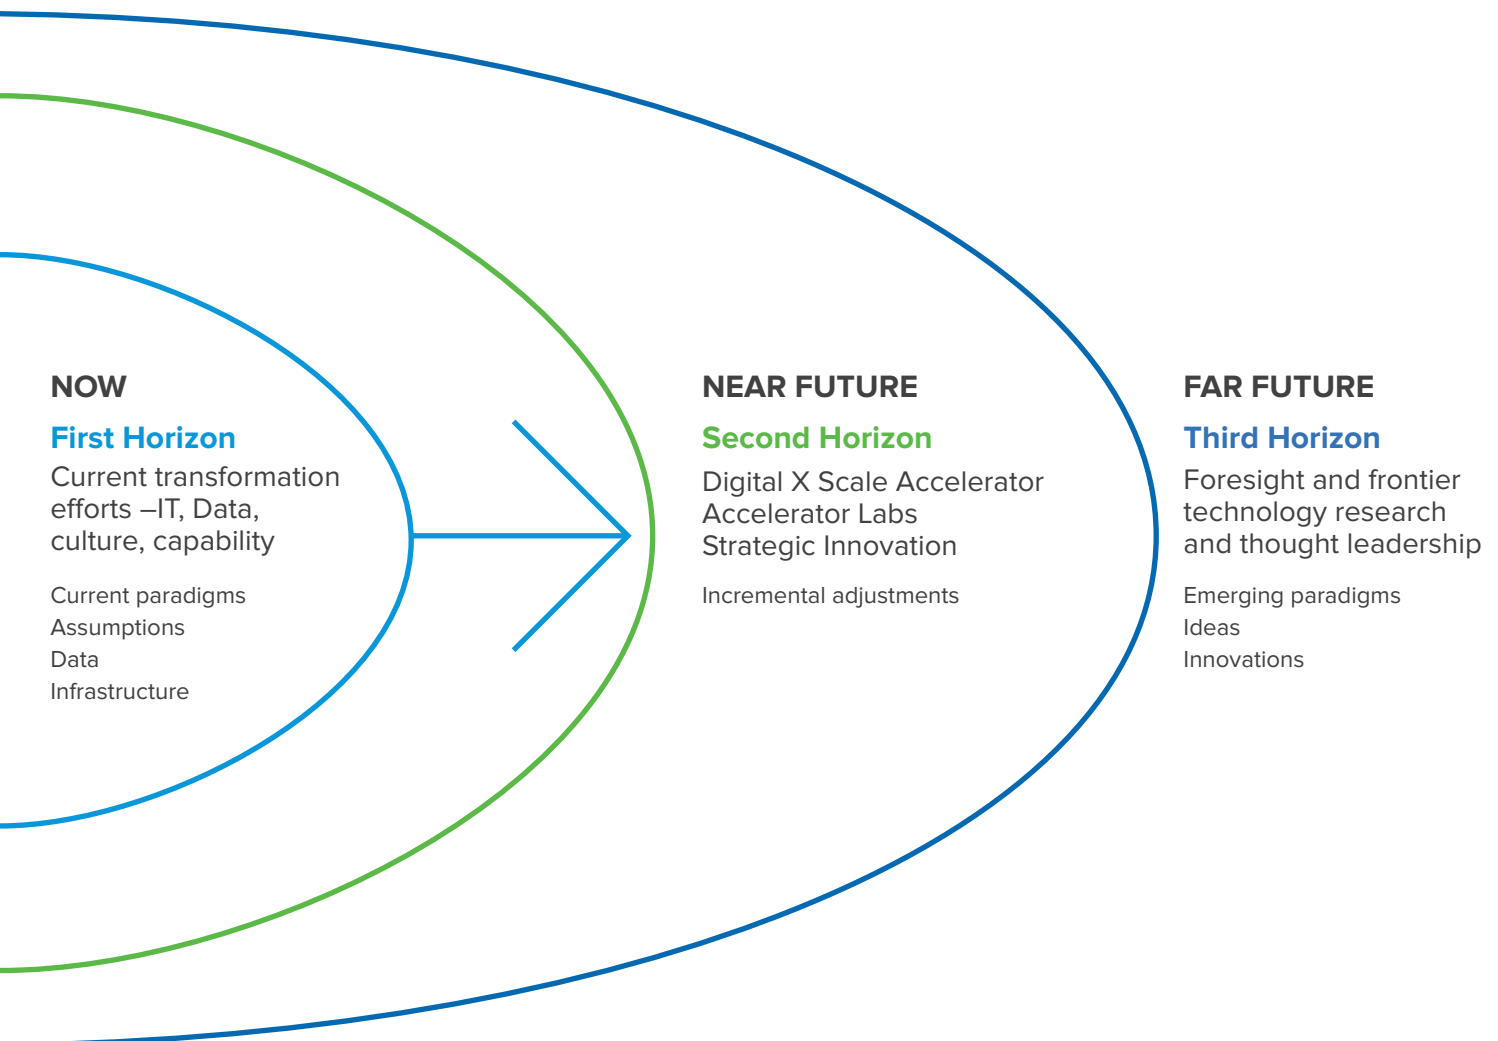 NOW
First Horizon
Current transformation
efforts –IT, Data,
culture, capability
Current paradigms
Assumptions
Data
Infrastructure
NEAR FUTURE
Second Horizon
Digital X Scale Accelerator
Accelerator Labs
Strategic Innovation
Incremental adjustments
FAR FUTURE
Third Horizon
Foresight and frontier
technology research
and thought leadership
Emerging paradigms
Ideas
Innovations